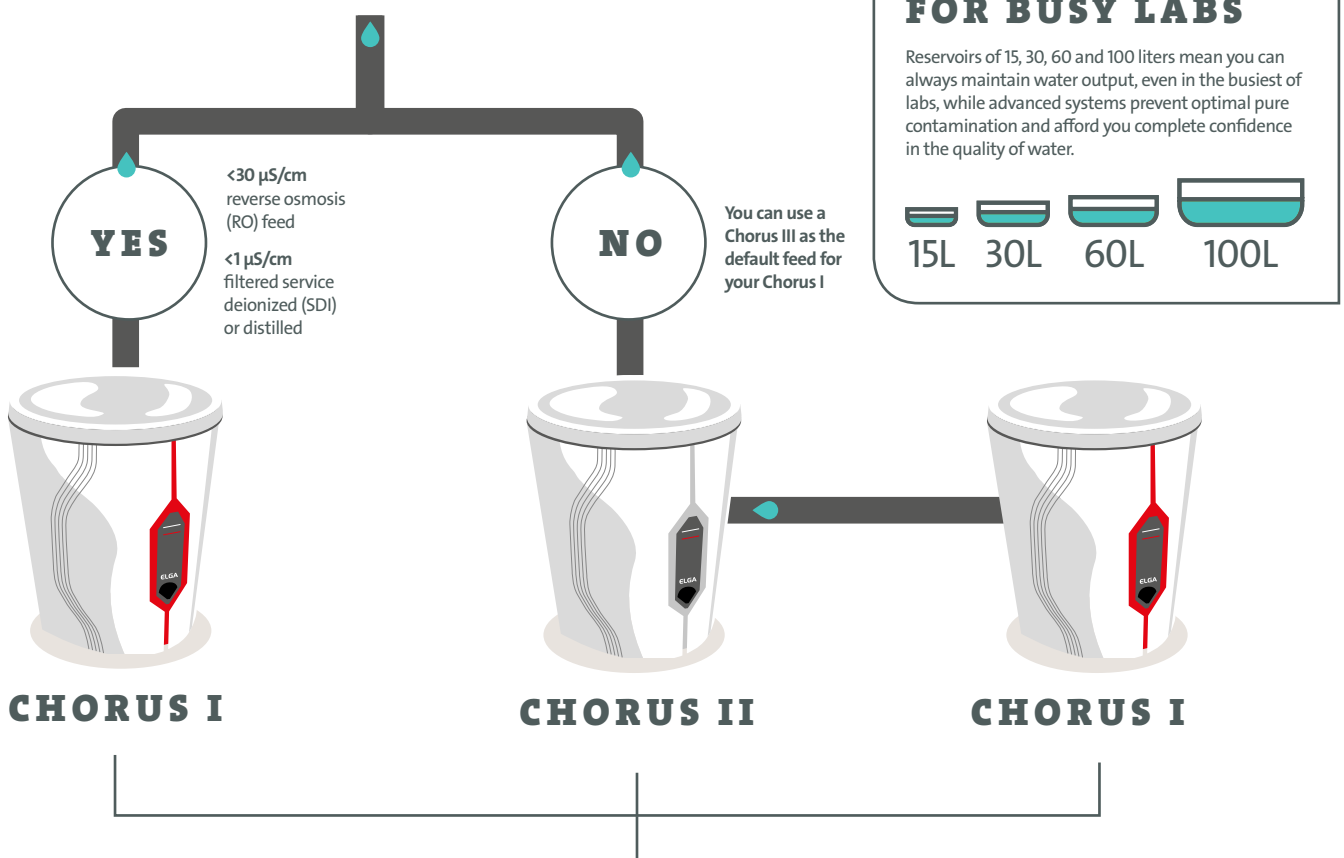 FOR BUSY LABS
Reservoirs of 15, 30, 60 and 100 liters mean you can
always maintain water output, even in the busiest of
labs, while advanced systems prevent optimal pure
contamination and afford you complete confidence
in the quality of water.
15L 30L 60L 100L
YES
<30 µS/cm
reverse osmosis
(RO) feed
<1 µS/cm
filtered service
deionized (SDI)
or distilled
NO
You can use a
Chorus III as the
default feed for
your Chorus I
ELGA
ELGA
ELGA
CHORUS I
CHORUS II
CHORUS I